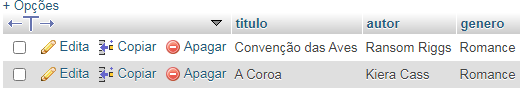 + Opções
titulo autor genero
Edita Copiar Apagar Convenção das Aves Ransom Riggs Romance
Edita Copiar Apagar A Coroa Kiera Cass Romance